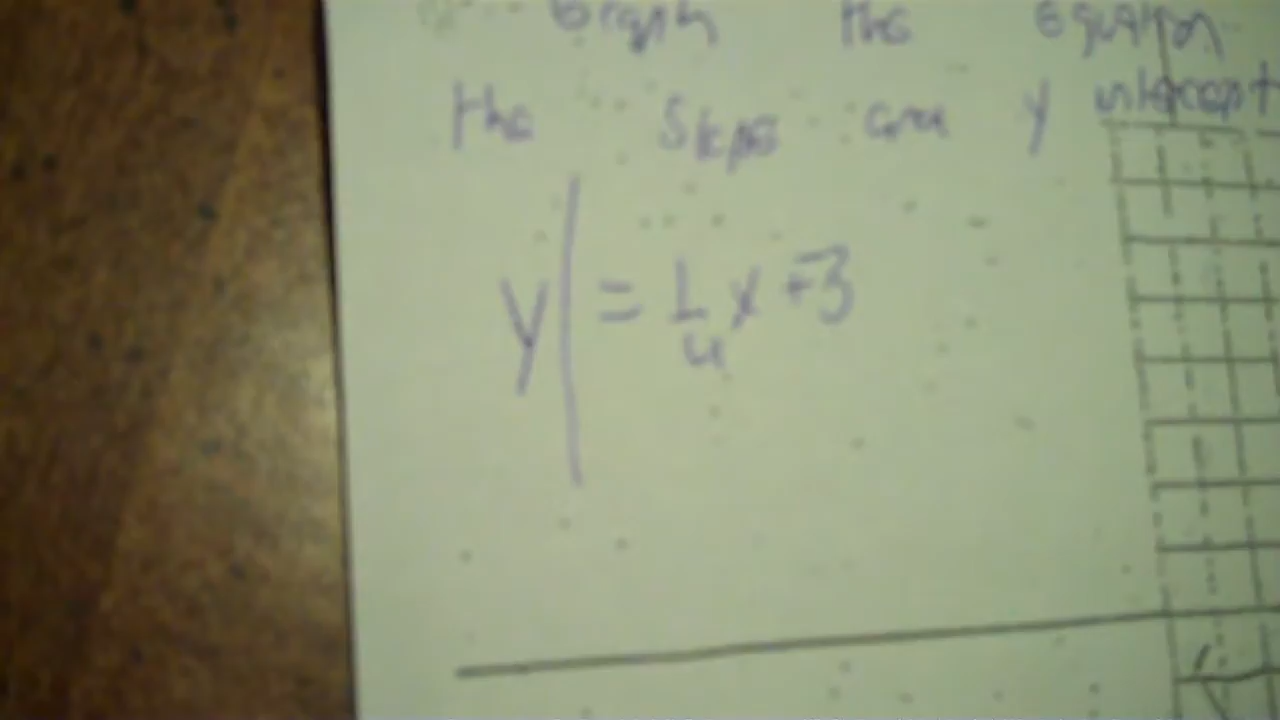 Graph the equation
the slope and y intercept
y = 1/4 x + 3